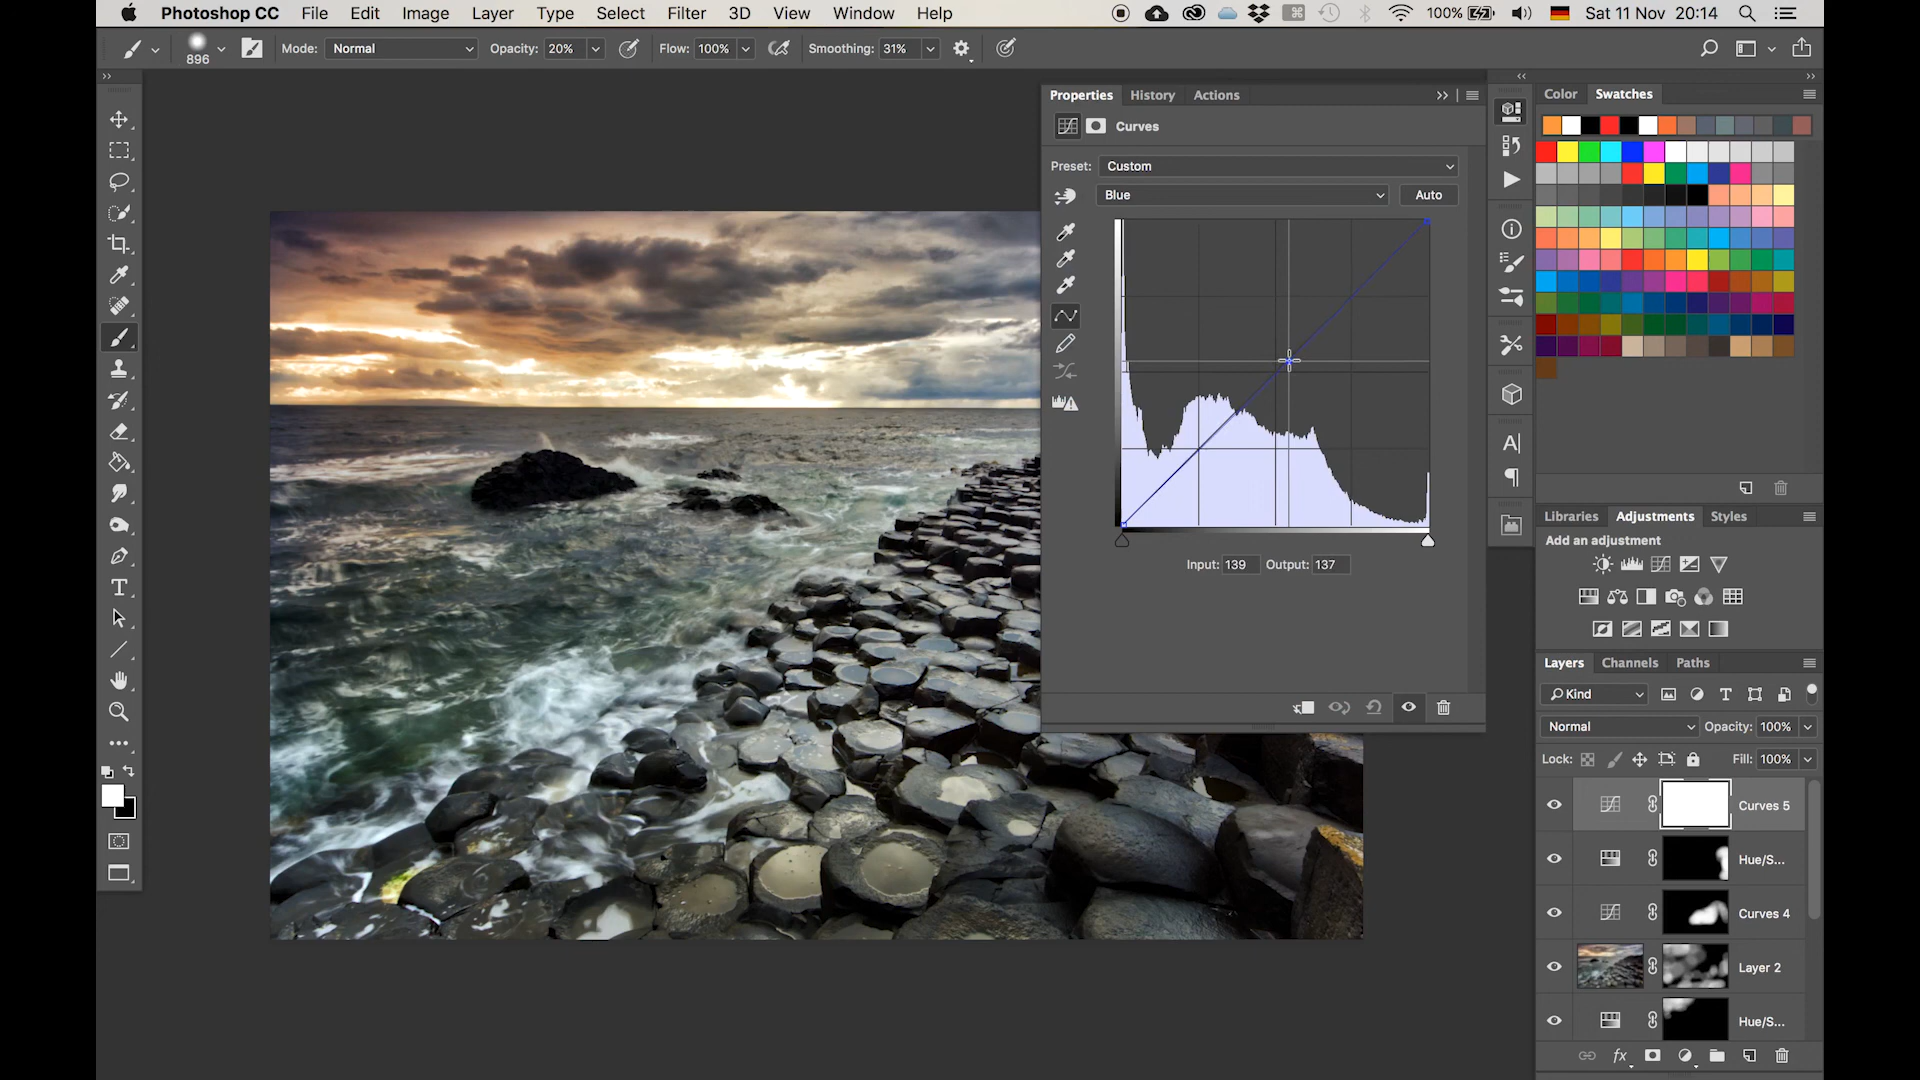 Photoshop CC File Edit Image Layer Type Select Filter 3D View Window Help 100% Sat 11 Nov 20:14
896 Mode: Normal Opacity: 20% Flow: 100% Smoothing: 31%
Properties History Actions
Curves
Preset: Custom
Blue Auto
Input: 139 Output: 137
Color Swatches
Libraries Adjustments Styles
Add an adjustment
Layers Channels Paths
Kind
Normal Opacity: 100%
Lock: Fill: 100%
Curves 5
Hue/S...
Curves 4
Layer 2
Hue/S...